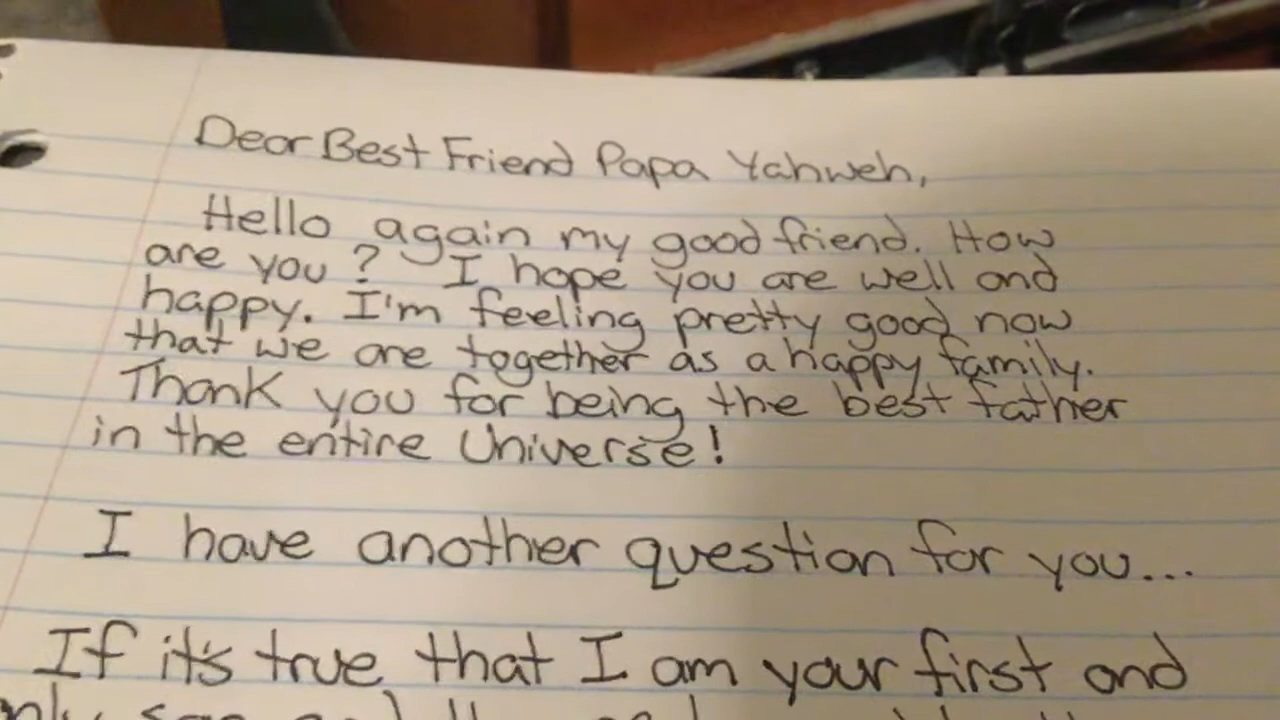 Dear Best Friend Papa Yahweh,
Hello again my good friend. How
are you? I hope you are well and
happy. I'm feeling pretty good now
that we are together as a happy family.
Thank you for being the best father
in the entire Universe!
I have another question for you...
If it's true that I am your first and